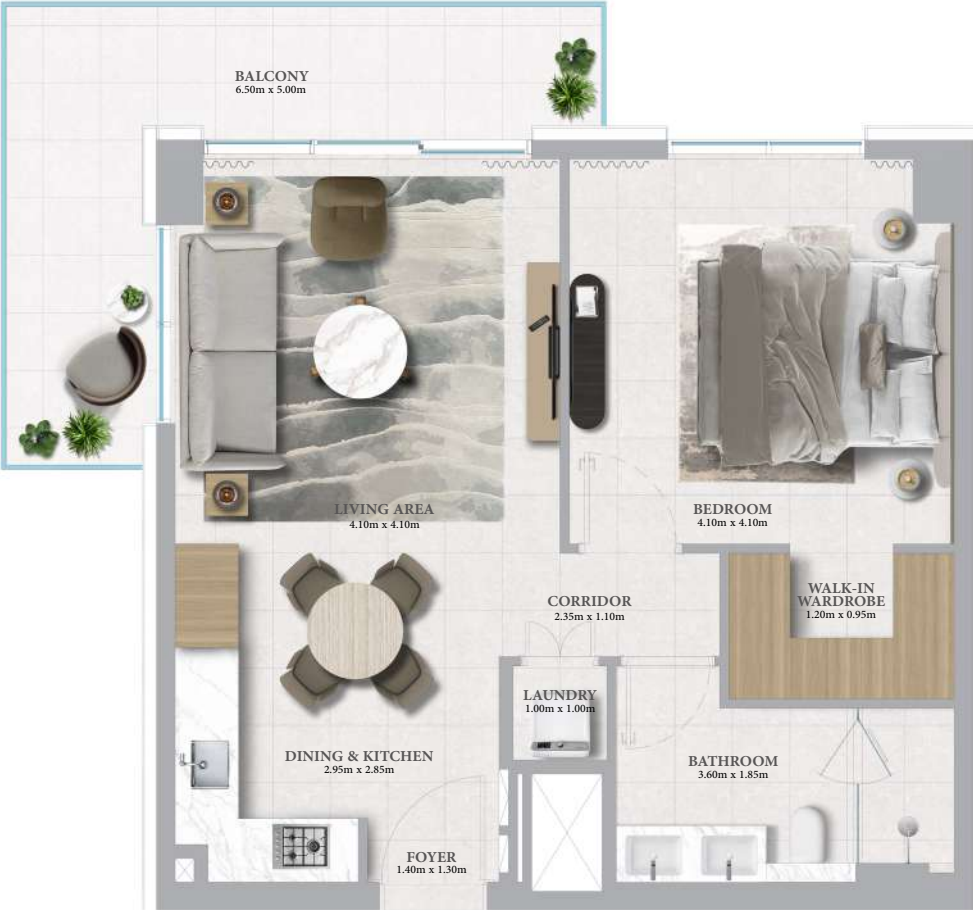 BALCONY
6.50m x 5.00m
LIVING AREA
4.10m x 4.10m
BEDROOM
4.10m x 4.10m
WALK-IN
WARDROBE
1.20m x 0.95m
CORRIDOR
2.35m x 1.10m
LAUNDRY
1.00m x 1.00m
DINING & KITCHEN
2.95m x 2.85m
BATHROOM
3.60m x 1.85m
FOYER
1.40m x 1.30m